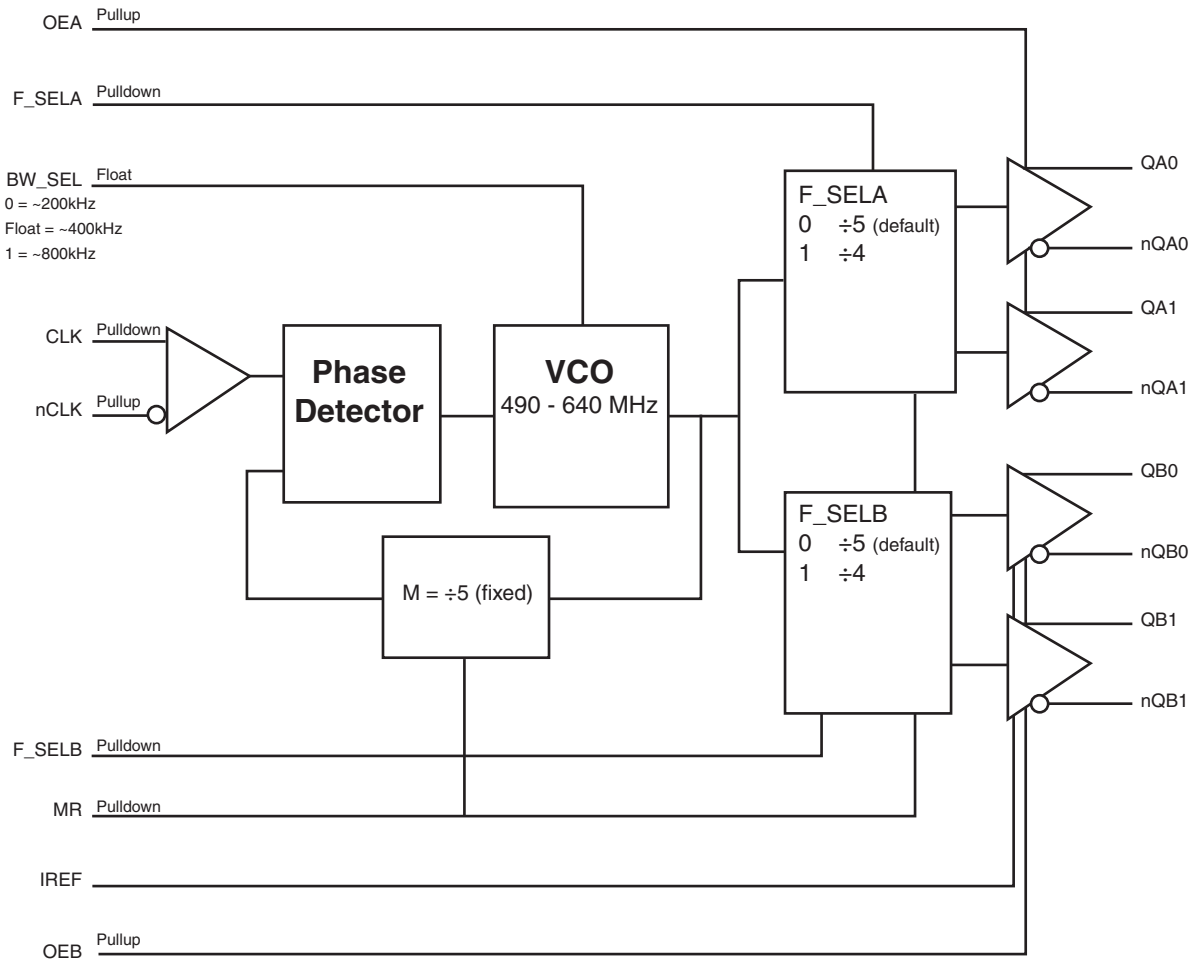 OEA Pullup
F_SELA Pulldown
BW_SEL Float
0 = ~200kHz
Float = ~400kHz
1 = ~800kHz
CLK Pulldown
nCLK Pullup
Phase
Detector
VCO
490 - 640 MHz
M = ÷5 (fixed)
F_SELA
0 ÷5 (default)
1 ÷4
F_SELB
0 ÷5 (default)
1 ÷4
QA0
nQA0
QA1
nQA1
QB0
nQB0
QB1
nQB1
F_SELB Pulldown
MR Pulldown
IREF
OEB Pullup